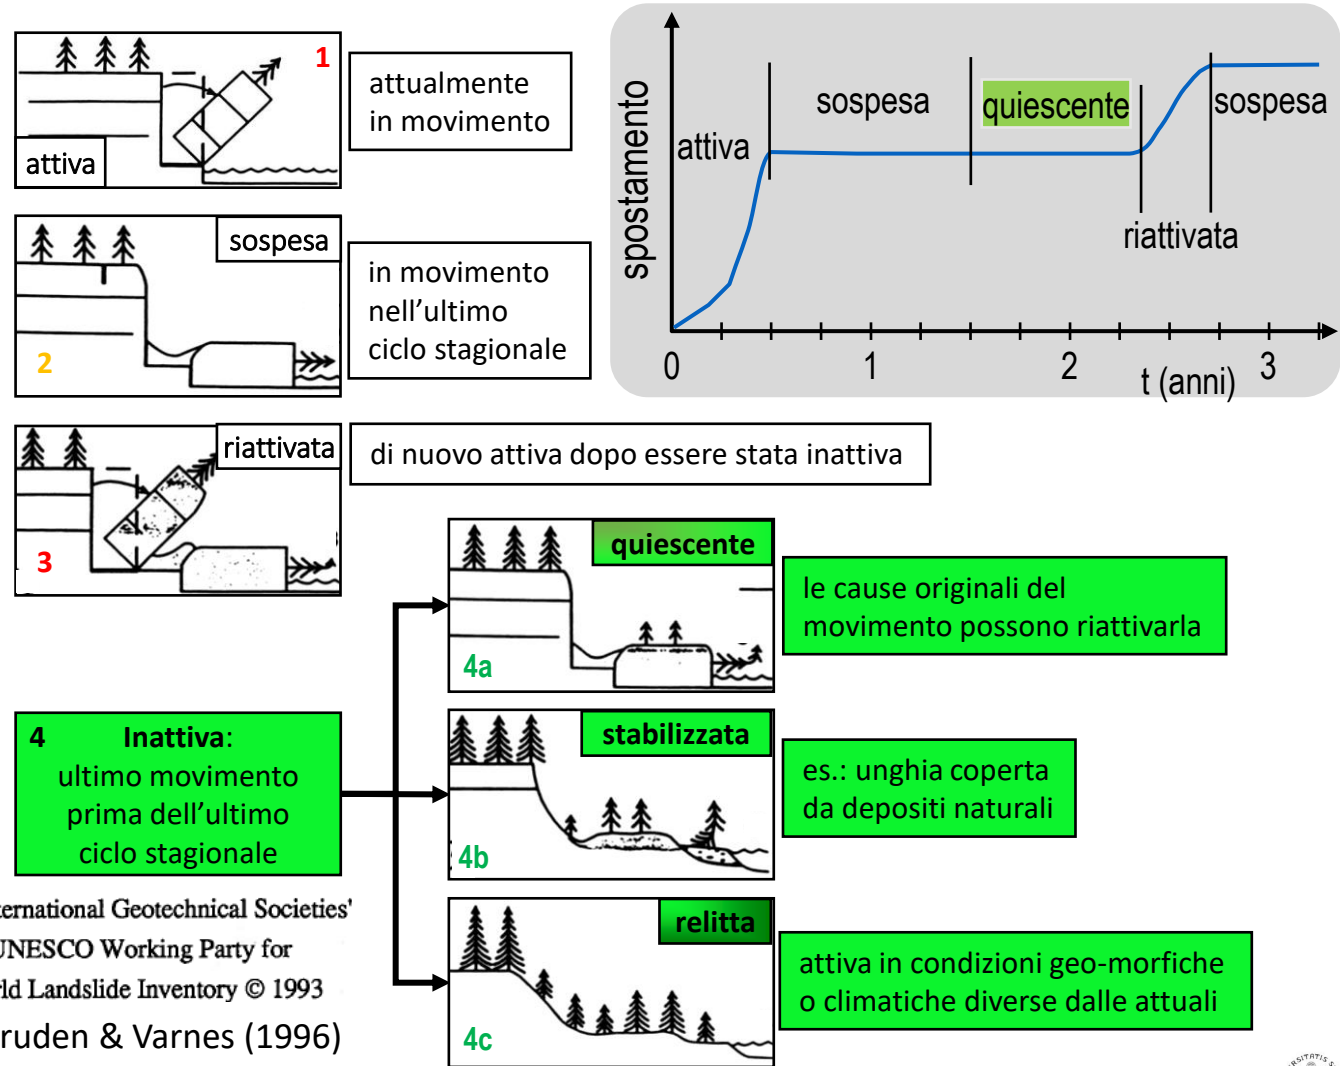 1
attiva
attualmente
in movimento
spostamento
attiva
sospesa
quiescente
sospesa
riattivata
0
1
2
3
t (anni)
sospesa
2
in movimento
nell’ultimo
ciclo stagionale
riattivata
3
di nuovo attiva dopo essere stata inattiva
quiescente
4a
le cause originali del
movimento possono riattivarla
4 Inattiva:
ultimo movimento
prima dell’ultimo
ciclo stagionale
stabilizzata
4b
es.: unghia coperta
da depositi naturali
relitta
4c
attiva in condizioni geo-morfiche
o climatiche diverse dalle attuali
ternational Geotechnical Societies'
UNESCO Working Party for
rld Landslide Inventory © 1993
ruden & Varnes (1996)